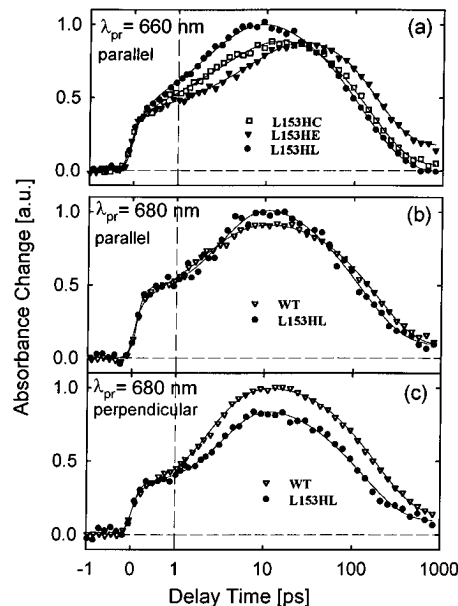 λpr= 660 nm (a)
parallel
1.0
0.5
0.0
L153HC
L153HE
L153HL
λpr= 680 nm (b)
parallel
1.0
0.5
0.0
WT
L153HL
λpr= 680 nm (c)
perpendicular
1.0
0.5
0.0
WT
L153HL
Absorbance Change [a.u.]
-1 0 1 10 100 1000
Delay Time [ps]